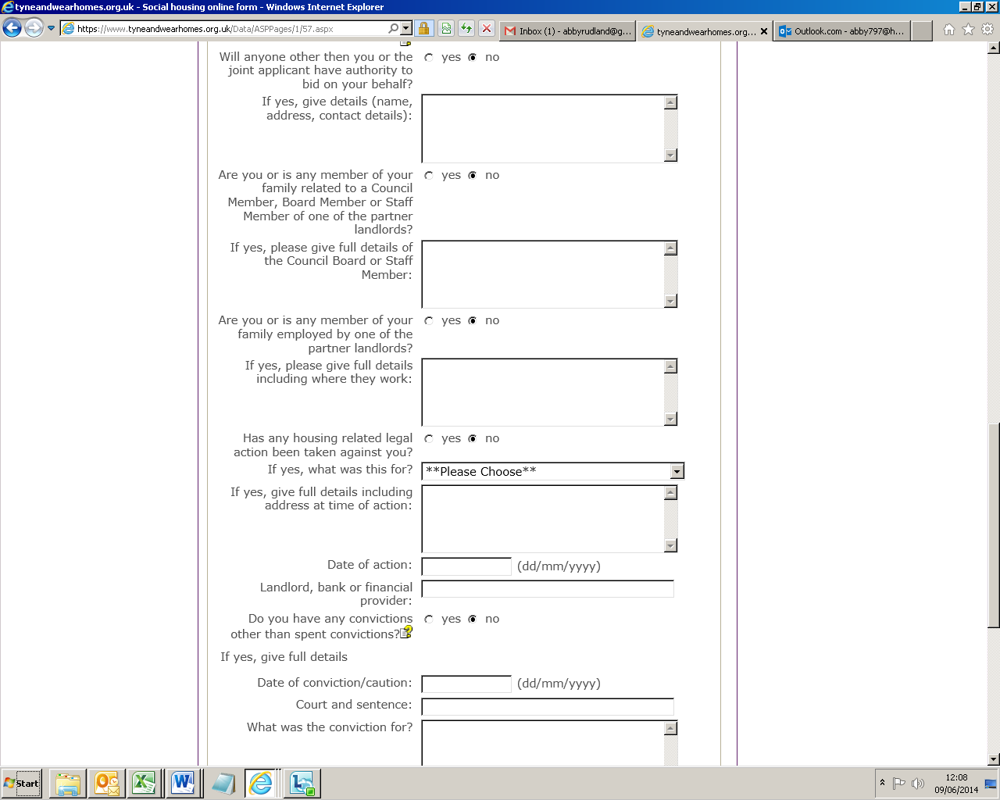 tyneandwearhomes.org.uk - Social housing online form - Windows Internet Explorer
https://www.tyneandwearhomes.org.uk/Data/ASPPages/1/57.aspx
Inbox (1) - abbyrudland@g...
tyneandwearhomes.org...
Outlook.com - abby797@h...
Will anyone other then you or the
joint applicant have authority to
bid on your behalf?
yes no
If yes, give details (name,
address, contact details):
Are you or is any member of your
family related to a Council
Member, Board Member or Staff
Member of one of the partner
landlords?
yes no
If yes, please give full details of
the Council Board or Staff
Member:
Are you or is any member of your
family employed by one of the
partner landlords?
yes no
If yes, please give full details
including where they work:
Has any housing related legal
action been taken against you?
yes no
If yes, what was this for?
**Please Choose**
If yes, give full details including
address at time of action:
Date of action:
(dd/mm/yyyy)
Landlord, bank or financial
provider:
Do you have any convictions
other than spent convictions?
yes no
If yes, give full details
Date of conviction/caution:
(dd/mm/yyyy)
Court and sentence:
What was the conviction for?
Start
12:08
09/06/2014